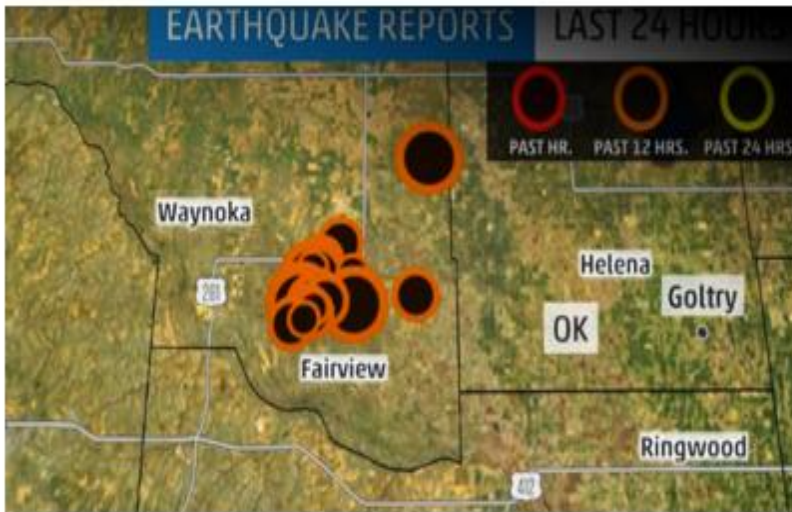 EARTHQUAKE REPORTS LAST 24 HOURS
PAST HR. PAST 12 HRS. PAST 24 HRS
Waynoka
Helena
281
Goltry
OK
Fairview
Ringwood
412